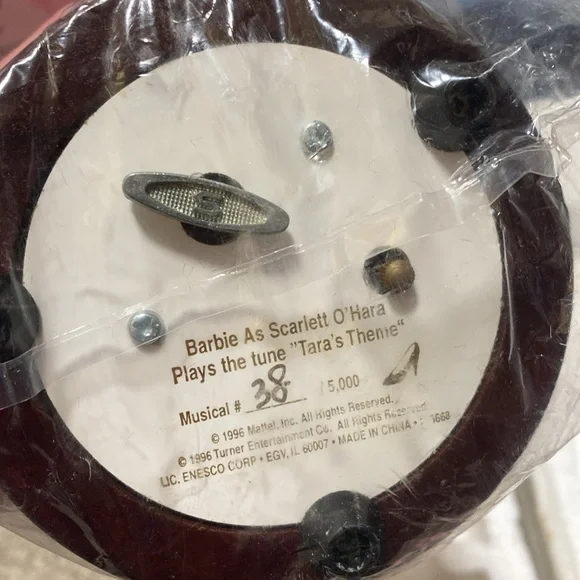 Barbie As Scarlett O'Hara
Plays the tune "Tara's Theme"
Musical # 38 / 5,000
© 1996 Mattel, Inc. All Rights Reserved.
© 1996 Turner Entertainment Co. All Rights Reserved
LIC. ENESCO CORP • EGV, IL 60007 • MADE IN CHINA •